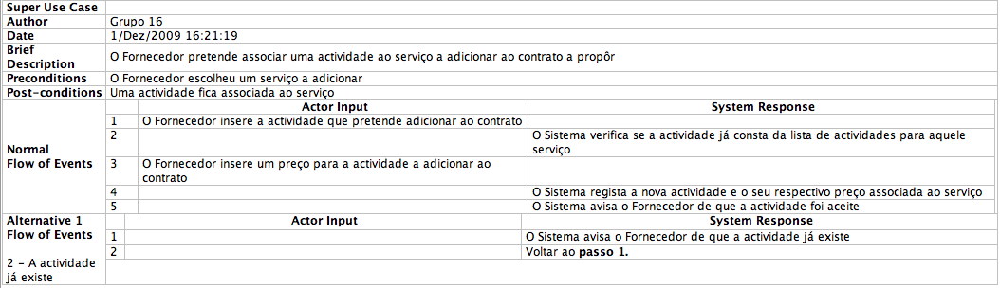 Super Use Case
Author Grupo 16
Date 1/Dez/2009 16:21:19
Brief
Description O Fornecedor pretende associar uma actividade ao serviço a adicionar ao contrato a propôr
Preconditions O Fornecedor escolheu um serviço a adicionar
Post-conditions Uma actividade fica associada ao serviço
Normal
Flow of Events
Actor Input System Response
1 O Fornecedor insere a actividade que pretende adicionar ao contrato
2 O Sistema verifica se a actividade já consta da lista de actividades para aquele
serviço
3 O Fornecedor insere um preço para a actividade a adicionar ao
contrato
4 O Sistema regista a nova actividade e o seu respectivo preço associada ao serviço
5 O Sistema avisa o Fornecedor de que a actividade foi aceite
Alternative 1
Flow of Events
2 - A actividade
já existe
Actor Input System Response
1 O Sistema avisa o Fornecedor de que a actividade já existe
2 Voltar ao passo 1.